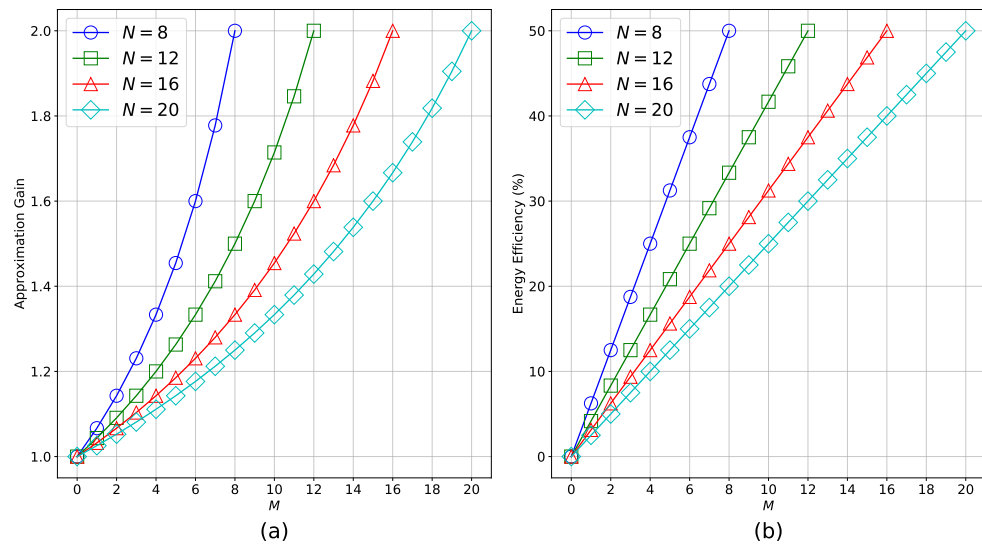 2.0
1.8
1.6
1.4
1.2
1.0
Approximation Gain
N = 8
N = 12
N = 16
N = 20
0 2 4 6 8 10 12 14 16 18 20
M
(a)
50
40
30
20
10
0
Energy Efficiency (%)
N = 8
N = 12
N = 16
N = 20
0 2 4 6 8 10 12 14 16 18 20
M
(b)